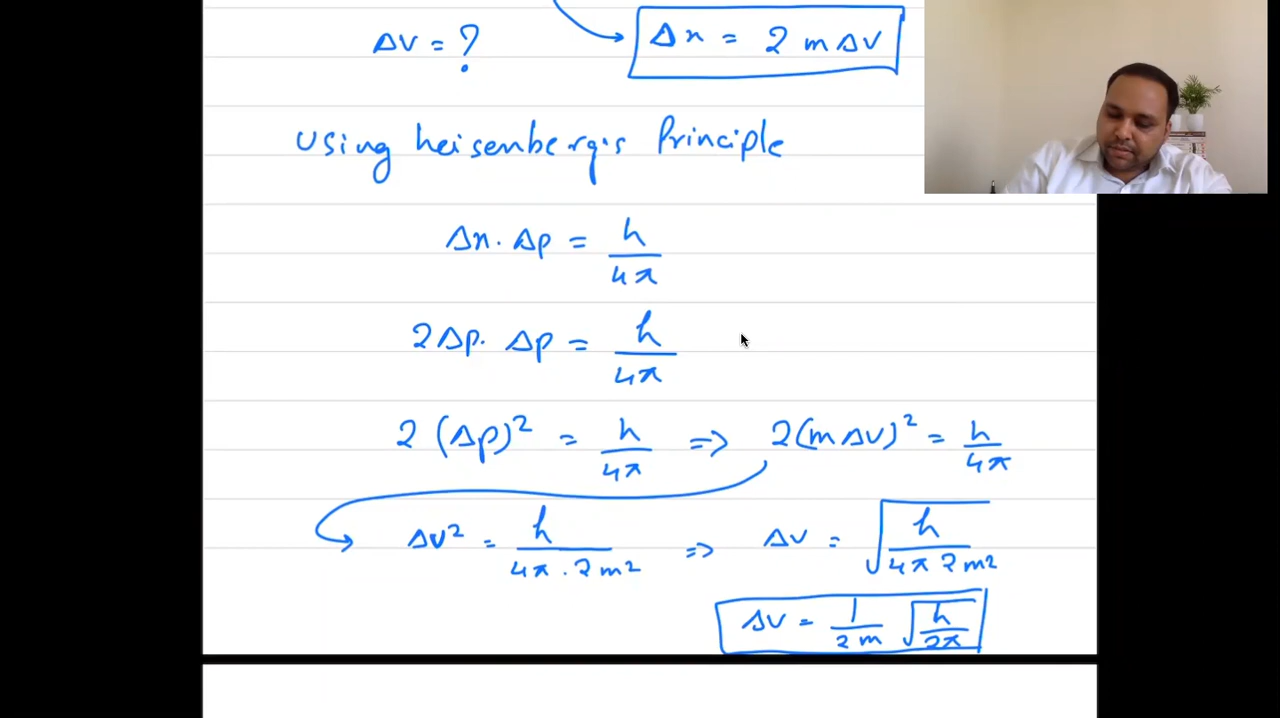 Δv = ? Δx = 2 m Δv
Using heisenberg's Principle
Δx. Δp = h/4π
2Δp. Δp = h/4π
2 (Δp)² = h/4π => 2(mΔv)² = h/4π
Δv² = h/4π . 2m² => Δv = √(h/4π 2m²)
Δv = 1/2m √(h/2π)